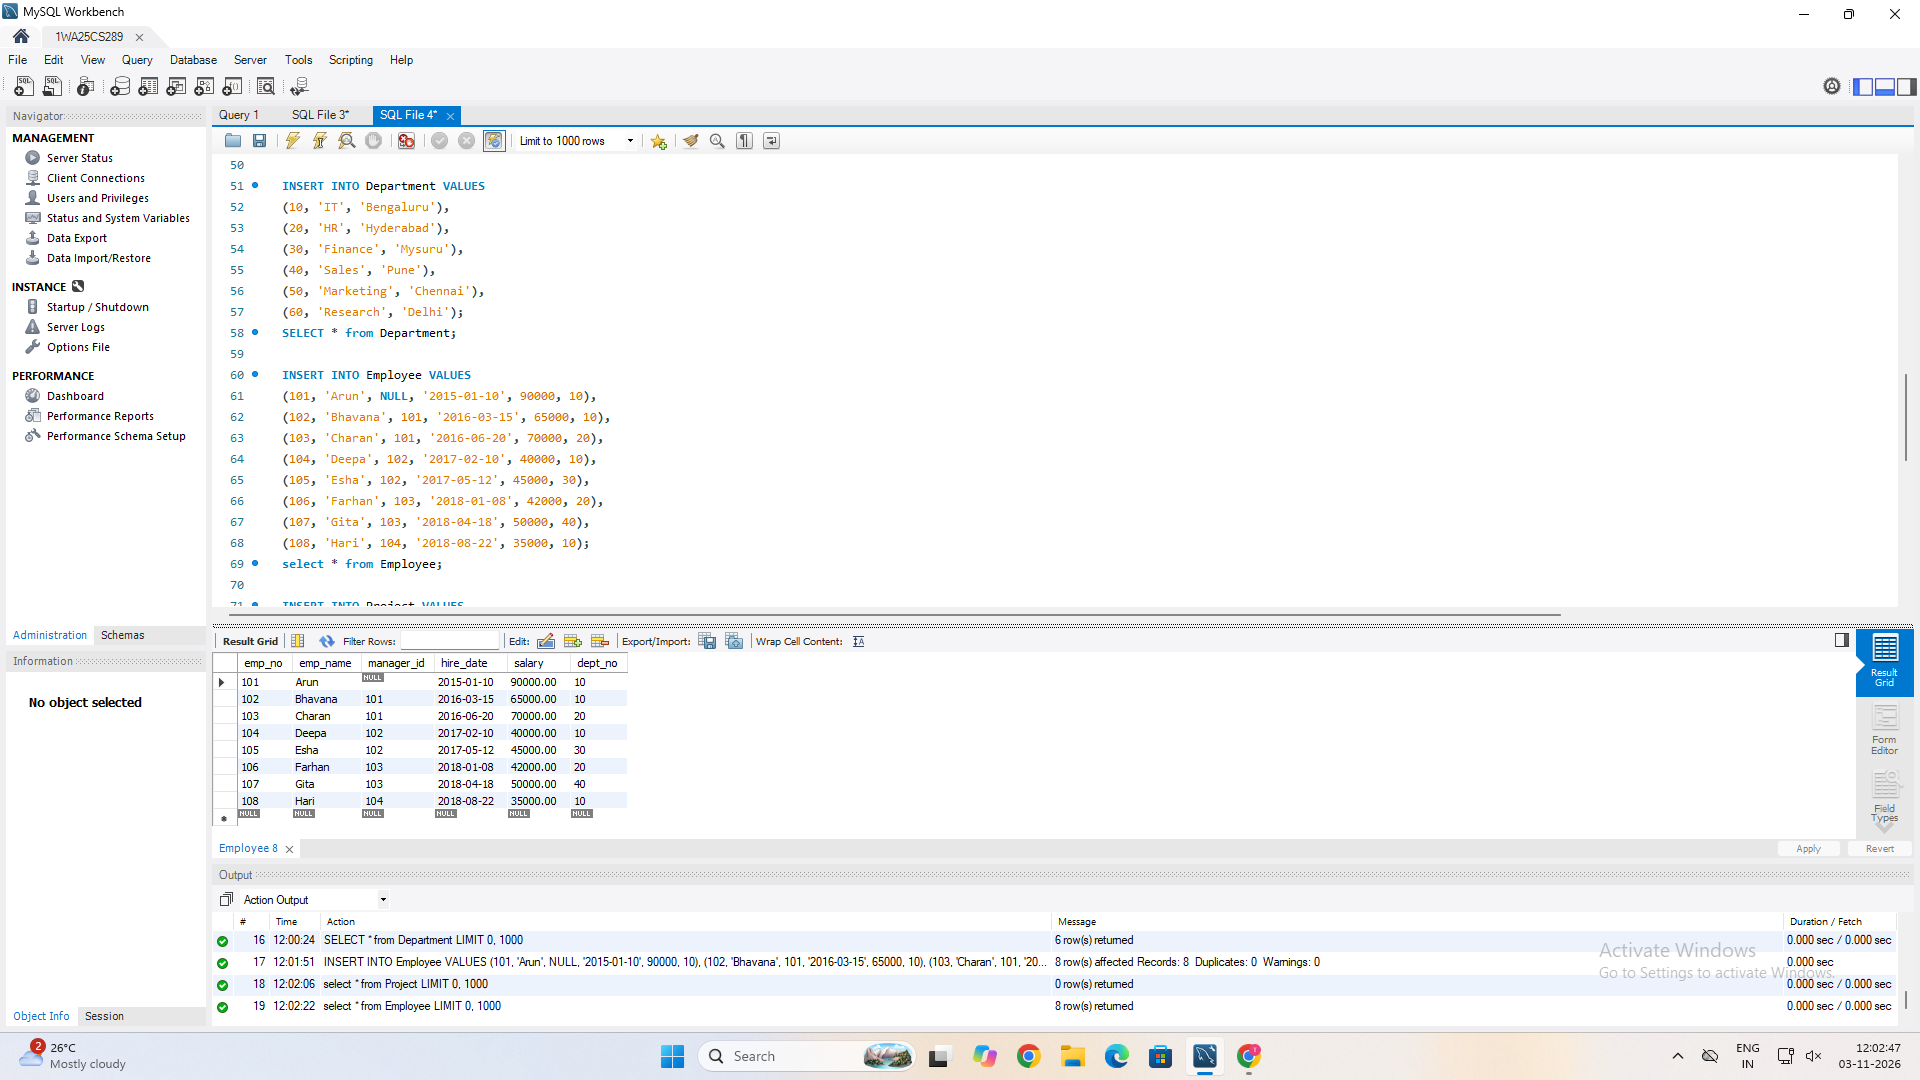 MySQL Workbench
1WA25CS289
File Edit View Query Database Server Tools Scripting Help
Navigator
MANAGEMENT
Server Status
Client Connections
Users and Privileges
Status and System Variables
Data Export
Data Import/Restore
INSTANCE
Startup / Shutdown
Server Logs
Options File
PERFORMANCE
Dashboard
Performance Reports
Performance Schema Setup
Administration Schemas
Information
No object selected
Object Info Session
Query 1 SQL File 3* SQL File 4*
Limit to 1000 rows
50
51 INSERT INTO Department VALUES
52 (10, 'IT', 'Bengaluru'),
53 (20, 'HR', 'Hyderabad'),
54 (30, 'Finance', 'Mysuru'),
55 (40, 'Sales', 'Pune'),
56 (50, 'Marketing', 'Chennai'),
57 (60, 'Research', 'Delhi');
58 SELECT * from Department;
59
60 INSERT INTO Employee VALUES
61 (101, 'Arun', NULL, '2015-01-10', 90000, 10),
62 (102, 'Bhavana', 101, '2016-03-15', 65000, 10),
63 (103, 'Charan', 101, '2016-06-20', 70000, 20),
64 (104, 'Deepa', 102, '2017-02-10', 40000, 10),
65 (105, 'Esha', 102, '2017-05-12', 45000, 30),
66 (106, 'Farhan', 103, '2018-01-08', 42000, 20),
67 (107, 'Gita', 103, '2018-04-18', 50000, 40),
68 (108, 'Hari', 104, '2018-08-22', 35000, 10);
69 select * from Employee;
70
71 INSERT INTO Project VALUES
Result Grid Filter Rows: Edit: Export/Import: Wrap Cell Content:
emp_no emp_name manager_id hire_date salary dept_no
101 Arun NULL 2015-01-10 90000.00 10
102 Bhavana 101 2016-03-15 65000.00 10
103 Charan 101 2016-06-20 70000.00 20
104 Deepa 102 2017-02-10 40000.00 10
105 Esha 102 2017-05-12 45000.00 30
106 Farhan 103 2018-01-08 42000.00 20
107 Gita 103 2018-04-18 50000.00 40
108 Hari 104 2018-08-22 35000.00 10
NULL NULL NULL NULL NULL NULL
Result Grid
Form Editor
Field Types
Employee 8
Apply Revert
Output
Action Output
# Time Action Message Duration / Fetch
16 12:00:24 SELECT * from Department LIMIT 0, 1000 6 row(s) returned 0.000 sec / 0.000 sec
17 12:01:51 INSERT INTO Employee VALUES (101, 'Arun', NULL, '2015-01-10', 90000, 10), (102, 'Bhavana', 101, '2016-03-15', 65000, 10), (103, 'Charan', 101, '20... 8 row(s) affected Records: 8 Duplicates: 0 Warnings: 0 0.000 sec
18 12:02:06 select * from Project LIMIT 0, 1000 0 row(s) returned 0.000 sec / 0.000 sec
19 12:02:22 select * from Employee LIMIT 0, 1000 8 row(s) returned 0.000 sec / 0.000 sec
Activate Windows
Go to Settings to activate Windows.
2
26°C
Mostly cloudy
Search
ENG
IN
12:02:47
03-11-2026